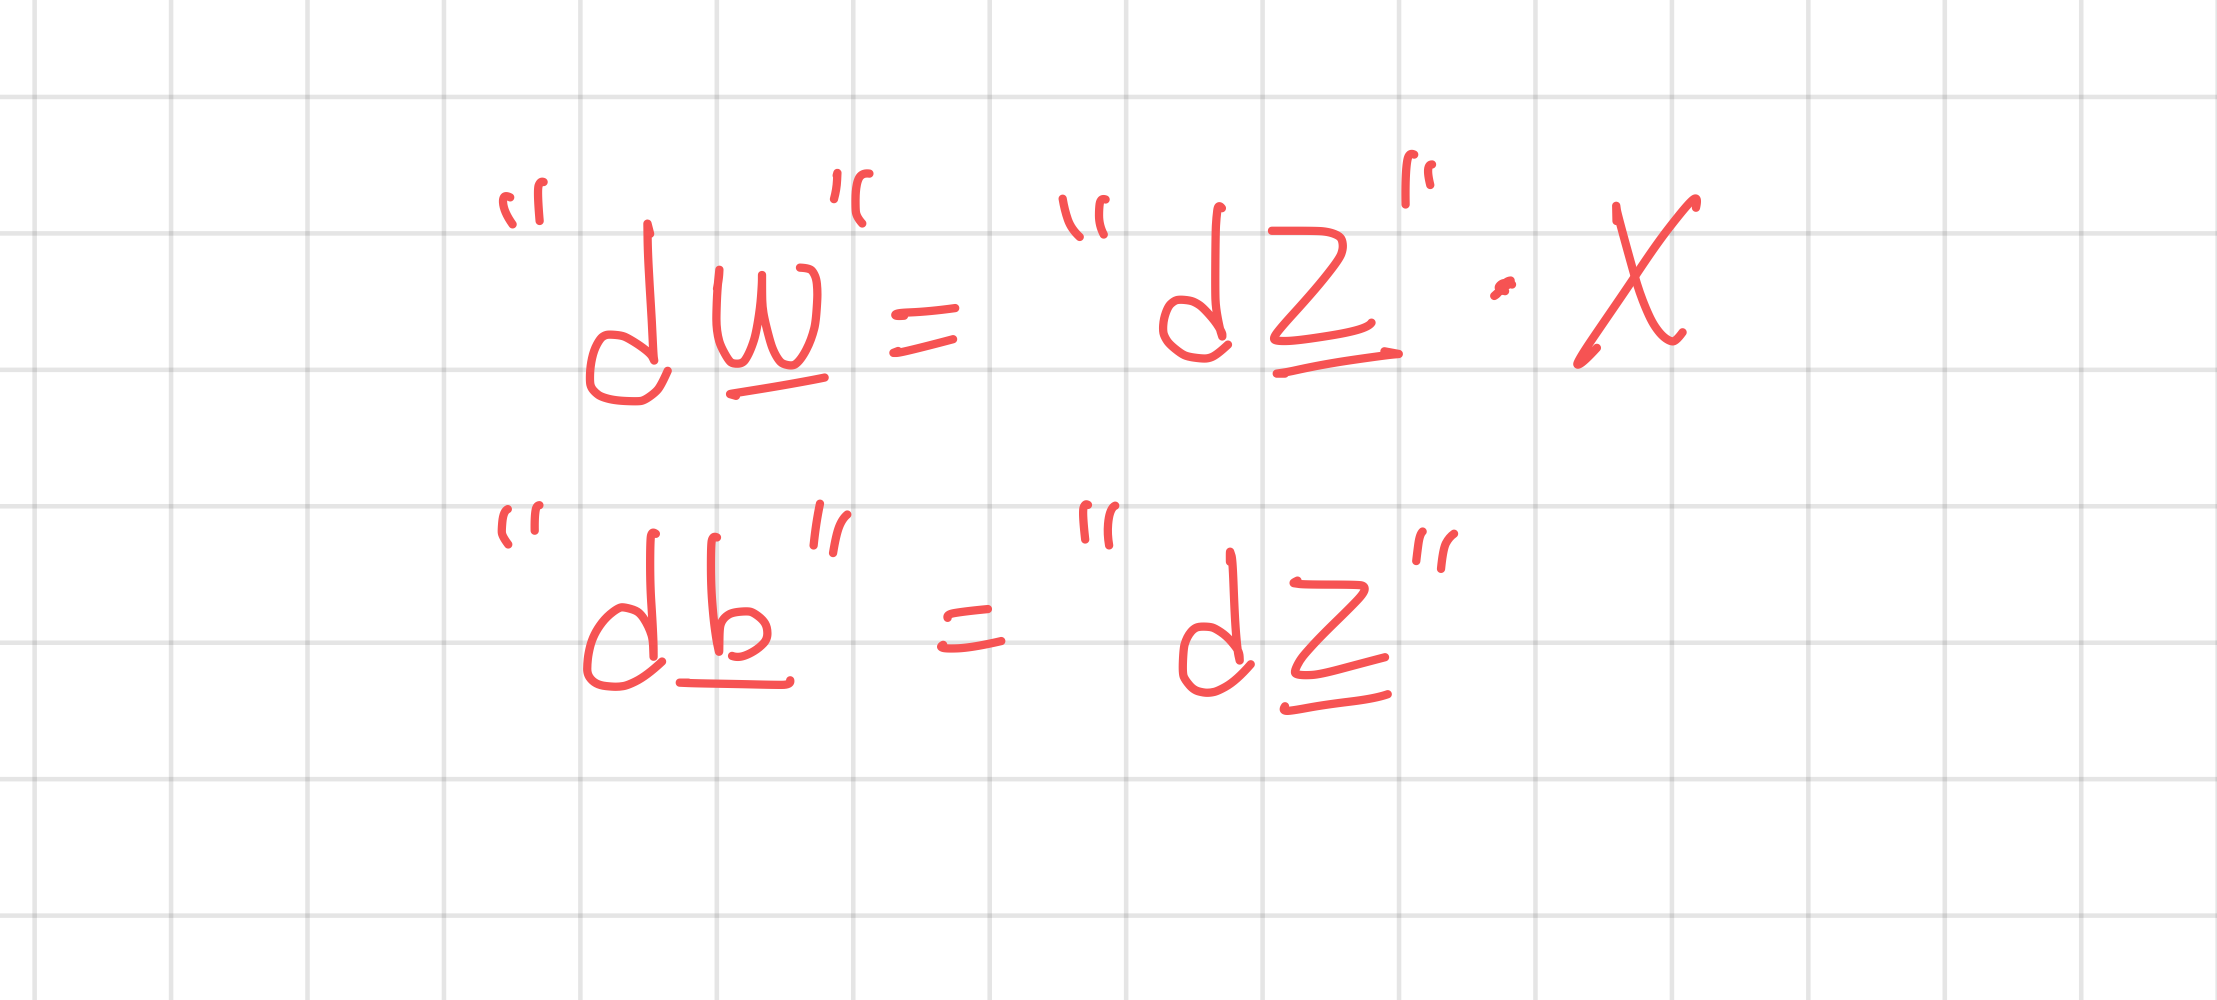 "dw" = "dz" · x
"db" = "dz"